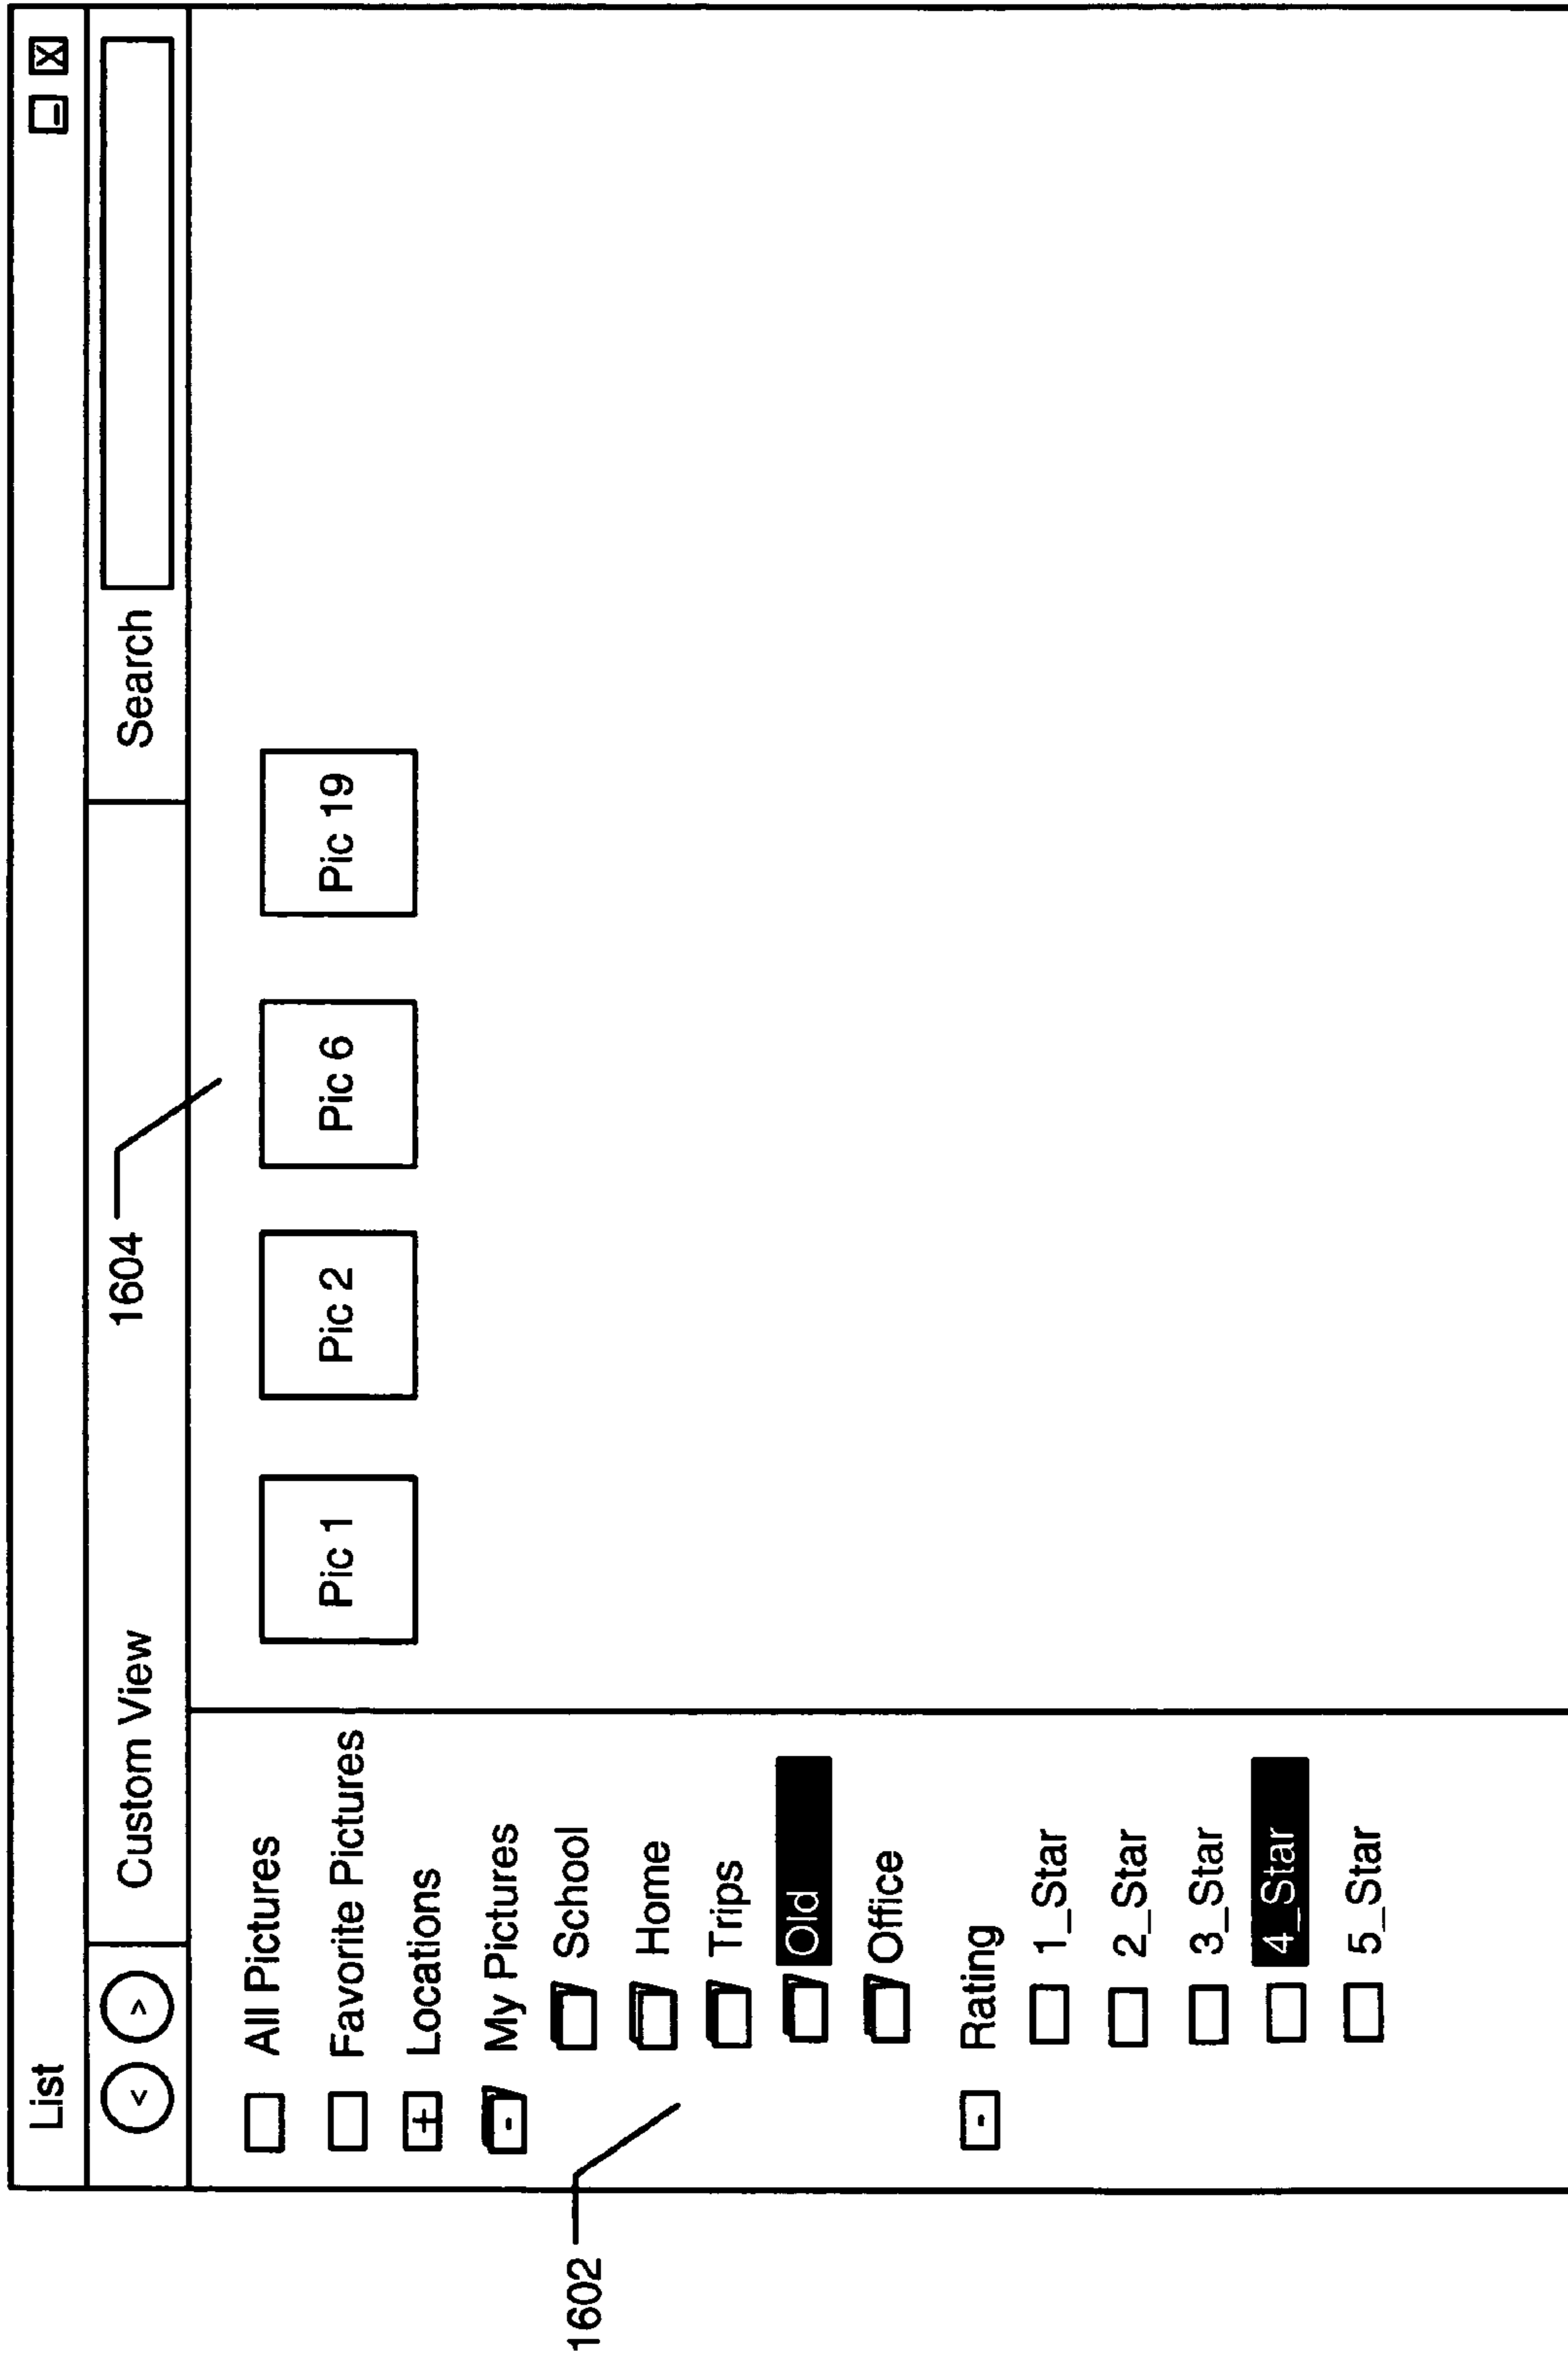 List
X
< > Custom View 1604 Search
All Pictures
Favorite Pictures
+ Locations
- My Pictures
School
Home
Trips
Old
Office
- Rating
1_Star
2_Star
3_Star
4_Star
5_Star
Pic 1 Pic 2 Pic 6 Pic 19
1602